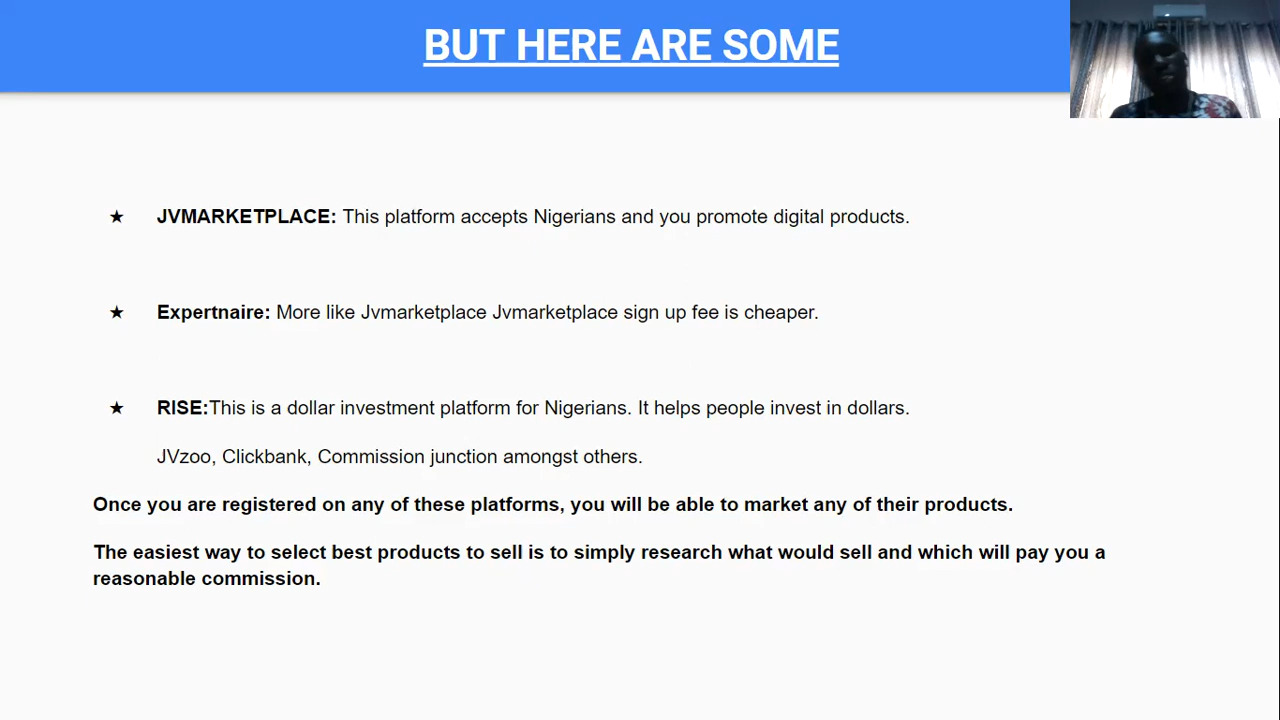 BUT HERE ARE SOME
★ JVMARKETPLACE: This platform accepts Nigerians and you promote digital products.
★ Expertnaire: More like Jvmarketplace Jvmarketplace sign up fee is cheaper.
★ RISE:This is a dollar investment platform for Nigerians. It helps people invest in dollars.
JVzoo, Clickbank, Commission junction amongst others.
Once you are registered on any of these platforms, you will be able to market any of their products.
The easiest way to select best products to sell is to simply research what would sell and which will pay you a
reasonable commission.